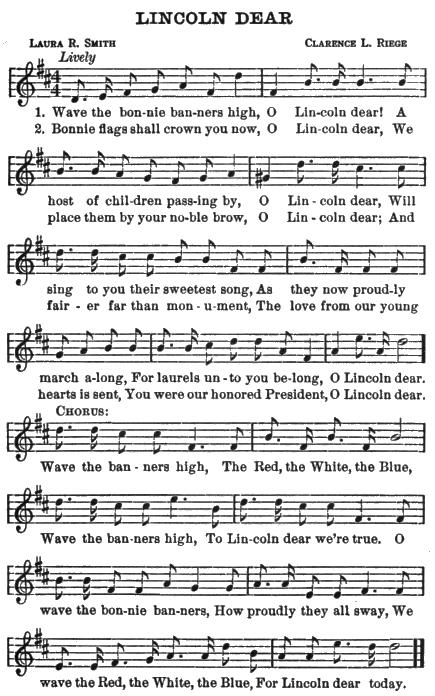 LINCOLN DEAR
LAURA R. SMITH
CLARENCE L. RIEGE
Lively
1. Wave the bon-nie ban-ners high, O Lin-coln dear! A
2. Bonnie flags shall crown you now, O Lin-coln dear, We
host of chil-dren pass-ing by, O Lin - coln dear, Will
place them by your no-ble brow, O Lin - coln dear; And
sing to you their sweetest song, As they now proud-ly
fair - er far than mon - u-ment, The love from our young
march a-long, For laurels un - to you be-long, O Lincoln dear.
hearts is sent, You were our honored President, O Lincoln dear.
CHORUS:
Wave the ban - ners high, The Red, the White, the Blue,
Wave the ban-ners high, To Lin-coln dear we're true. O
wave the bon-nie ban-ners, How proudly they all sway, We
wave the Red, the White, the Blue, For Lincoln dear today.